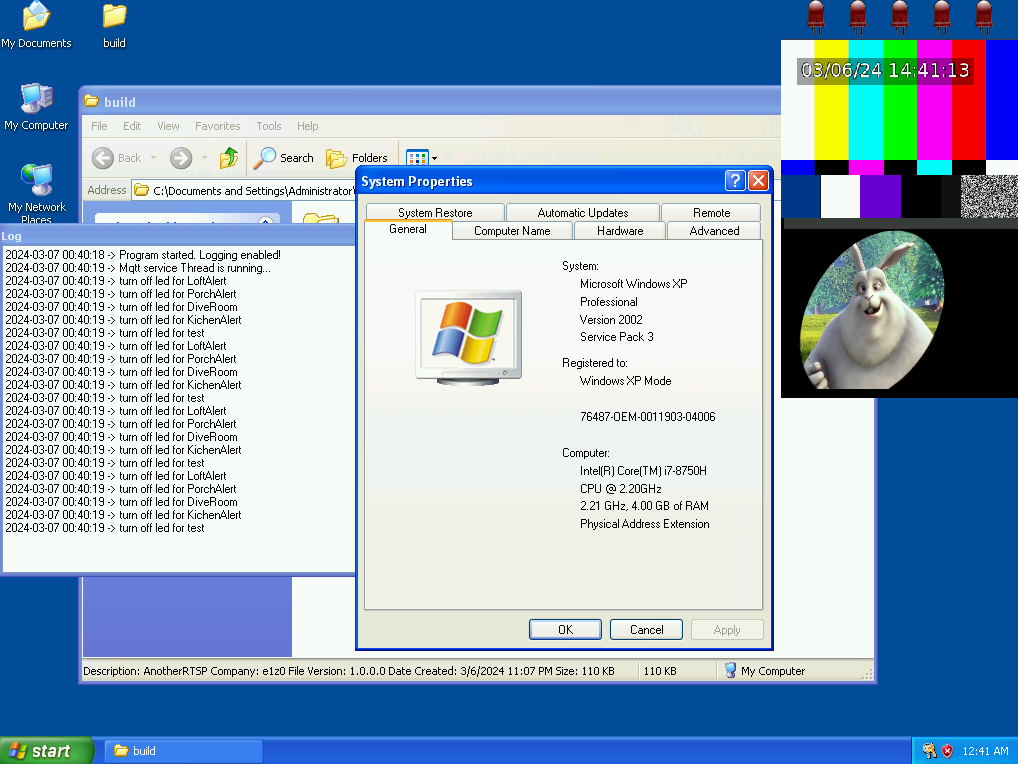 My Documents
build
My Computer
My Network
Places
build
File Edit View Favorites Tools Help
Back Search Folders
Address C:\Documents and Settings\Administrator\
Log
2024-03-07 00:40:18 -> Program started. Logging enabled!
2024-03-07 00:40:19 -> Mqtt service Thread is running...
2024-03-07 00:40:19 -> turn off led for LoftAlert
2024-03-07 00:40:19 -> turn off led for PorchAlert
2024-03-07 00:40:19 -> turn off led for DiveRoom
2024-03-07 00:40:19 -> turn off led for KichenAlert
2024-03-07 00:40:19 -> turn off led for test
2024-03-07 00:40:19 -> turn off led for LoftAlert
2024-03-07 00:40:19 -> turn off led for PorchAlert
2024-03-07 00:40:19 -> turn off led for DiveRoom
2024-03-07 00:40:19 -> turn off led for KichenAlert
2024-03-07 00:40:19 -> turn off led for test
2024-03-07 00:40:19 -> turn off led for LoftAlert
2024-03-07 00:40:19 -> turn off led for PorchAlert
2024-03-07 00:40:19 -> turn off led for DiveRoom
2024-03-07 00:40:19 -> turn off led for KichenAlert
2024-03-07 00:40:19 -> turn off led for test
2024-03-07 00:40:19 -> turn off led for LoftAlert
2024-03-07 00:40:19 -> turn off led for PorchAlert
2024-03-07 00:40:19 -> turn off led for DiveRoom
2024-03-07 00:40:19 -> turn off led for KichenAlert
2024-03-07 00:40:19 -> turn off led for test
System Properties
System Restore Automatic Updates Remote
General Computer Name Hardware Advanced
System:
Microsoft Windows XP
Professional
Version 2002
Service Pack 3
Registered to:
Windows XP Mode
76487-OEM-0011903-04006
Computer:
Intel(R) Core(TM) i7-8750H
CPU @ 2.20GHz
2.21 GHz, 4.00 GB of RAM
Physical Address Extension
OK Cancel Apply
03/06/24 14:41:13
Description: AnotherRTSP Company: e1z0 File Version: 1.0.0.0 Date Created: 3/6/2024 11:07 PM Size: 110 KB 110 KB My Computer
start build 12:41 AM